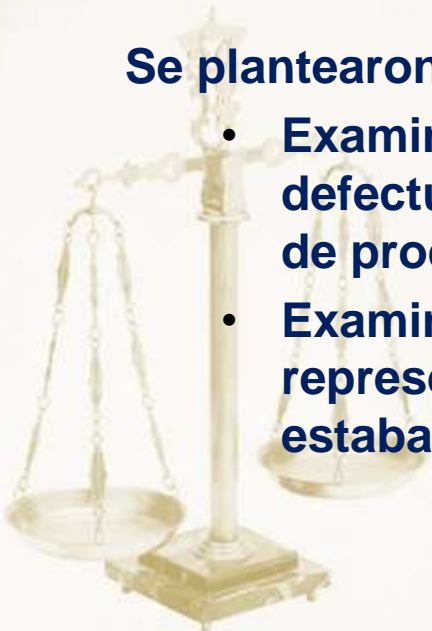 Se plantearon
• Examin
defectu
de proc
• Examin
represe
estaba